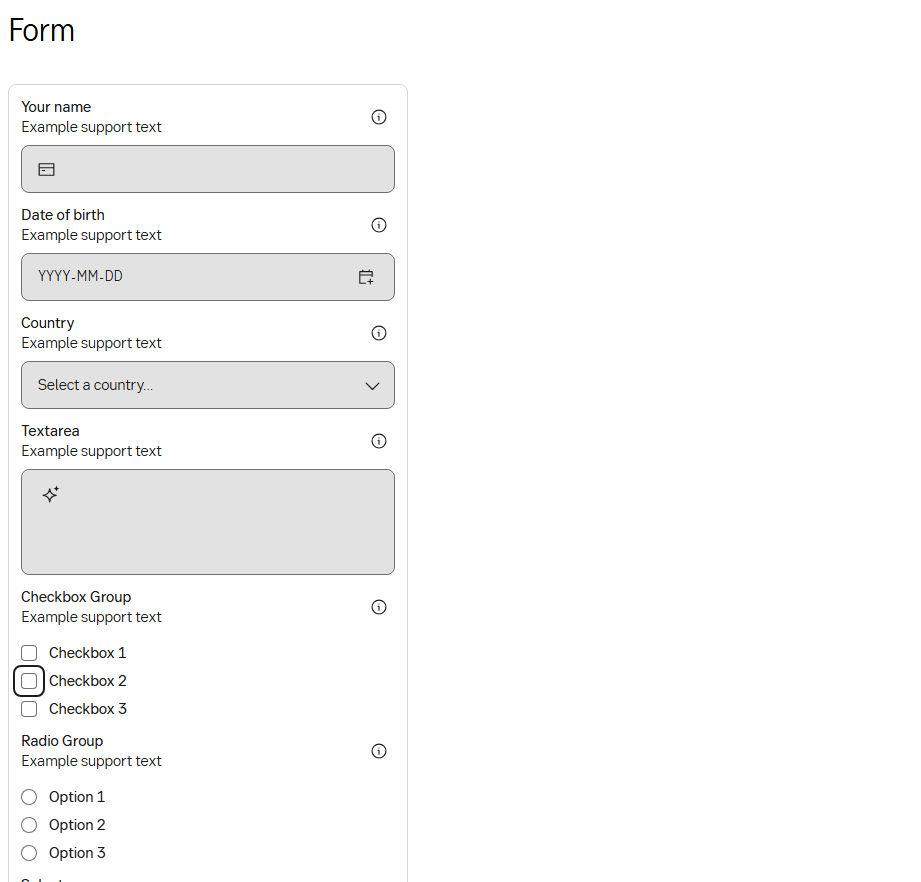 Form
Your name
Example support text
Date of birth
Example support text
YYYY-MM-DD
Country
Example support text
Select a country...
Textarea
Example support text
Checkbox Group
Example support text
Checkbox 1
Checkbox 2
Checkbox 3
Radio Group
Example support text
Option 1
Option 2
Option 3